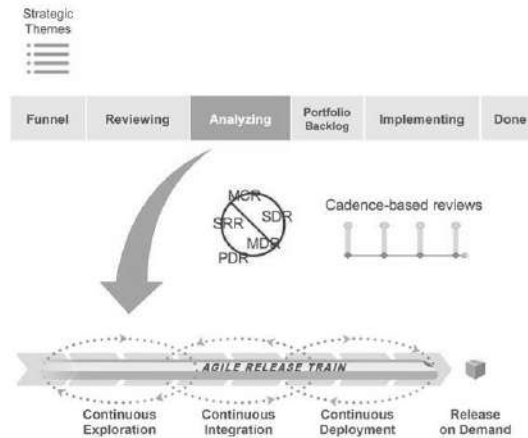 Strategic
Themes
Funnel
Reviewing
Analyzing
Portfolio
Backlog
Implementing
Done
MCR
SDR
SRR
MDR
PDR
Cadence-based reviews
AGILE RELEASE TRAIN
Continuous
Exploration
Continuous
Integration
Continuous
Deployment
Release
on Demand